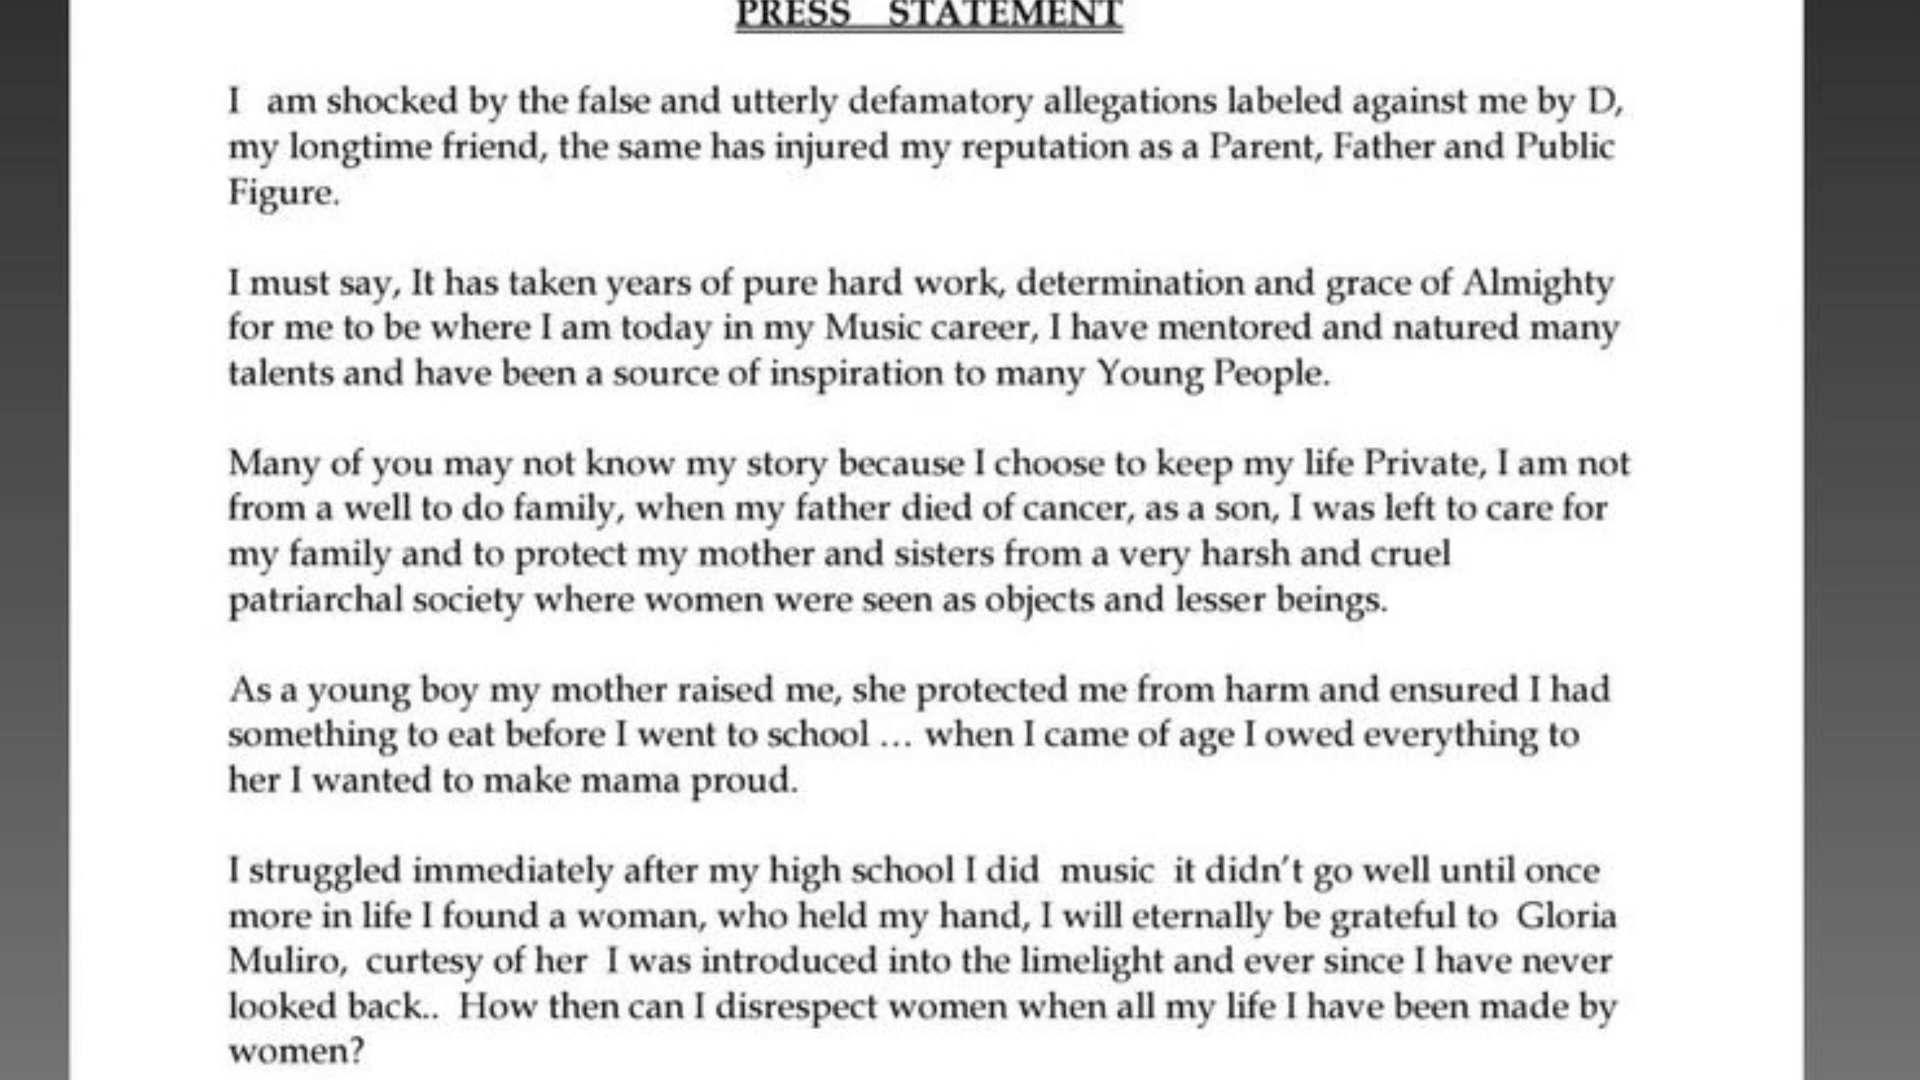 PRESS STATEMENT
I am shocked by the false and utterly defamatory allegations labeled against me by D,
my longtime friend, the same has injured my reputation as a Parent, Father and Public
Figure.
I must say, It has taken years of pure hard work, determination and grace of Almighty
for me to be where I am today in my Music career, I have mentored and natured many
talents and have been a source of inspiration to many Young People.
Many of you may not know my story because I choose to keep my life Private, I am not
from a well to do family, when my father died of cancer, as a son, I was left to care for
my family and to protect my mother and sisters from a very harsh and cruel
patriarchal society where women were seen as objects and lesser beings.
As a young boy my mother raised me, she protected me from harm and ensured I had
something to eat before I went to school ... when I came of age I owed everything to
her I wanted to make mama proud.
I struggled immediately after my high school I did music it didn't go well until once
more in life I found a woman, who held my hand, I will eternally be grateful to Gloria
Muliro, curtesy of her I was introduced into the limelight and ever since I have never
looked back.. How then can I disrespect women when all my life I have been made by
women?